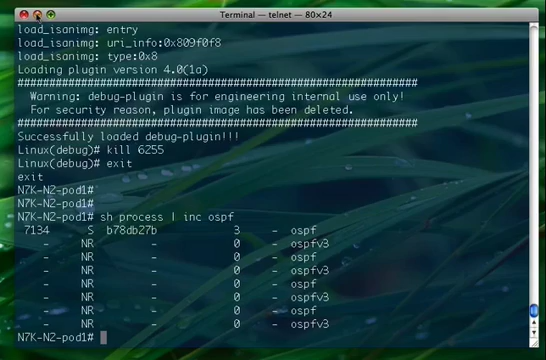 Terminal — telnet — 80×24
load_isanimg: entry
load_isanimg: uri_info:0x809f0f8
load_isanimg: type:0x8
Loading plugin version 4.0(1a)
###############################################################
Warning: debug-plugin is for engineering internal use only!
For security reason, plugin image has been deleted.
###############################################################
Successfully loaded debug-plugin!!!
Linux(debug)# kill 6255
Linux(debug)# exit
exit
N7K-N2-pod1#
N7K-N2-pod1#
N7K-N2-pod1# sh process | inc ospf
7134 S b78db27b 3 - ospf
- NR - 0 - ospfv3
- NR - 0 - ospf
- NR - 0 - ospfv3
- NR - 0 - ospf
- NR - 0 - ospfv3
- NR - 0 - ospf
- NR - 0 - ospfv3
N7K-N2-pod1#